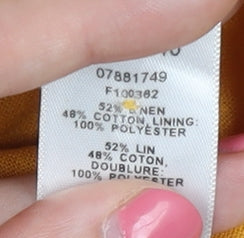 07881749
F100362
52% LINEN
48% COTTON, LINING:
100% POLYESTER
52% LIN
48% COTON,
DOUBLURE:
100% POLYESTER